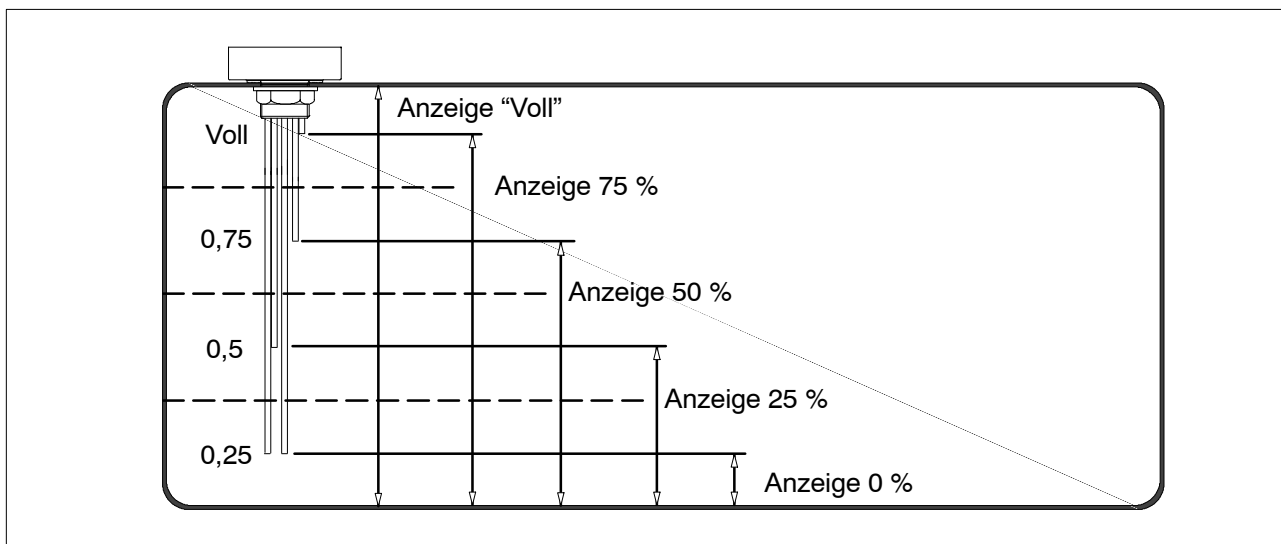 Anzeige “Voll”
Voll
Anzeige 75 %
0,75
Anzeige 50 %
0,5
Anzeige 25 %
0,25
Anzeige 0 %